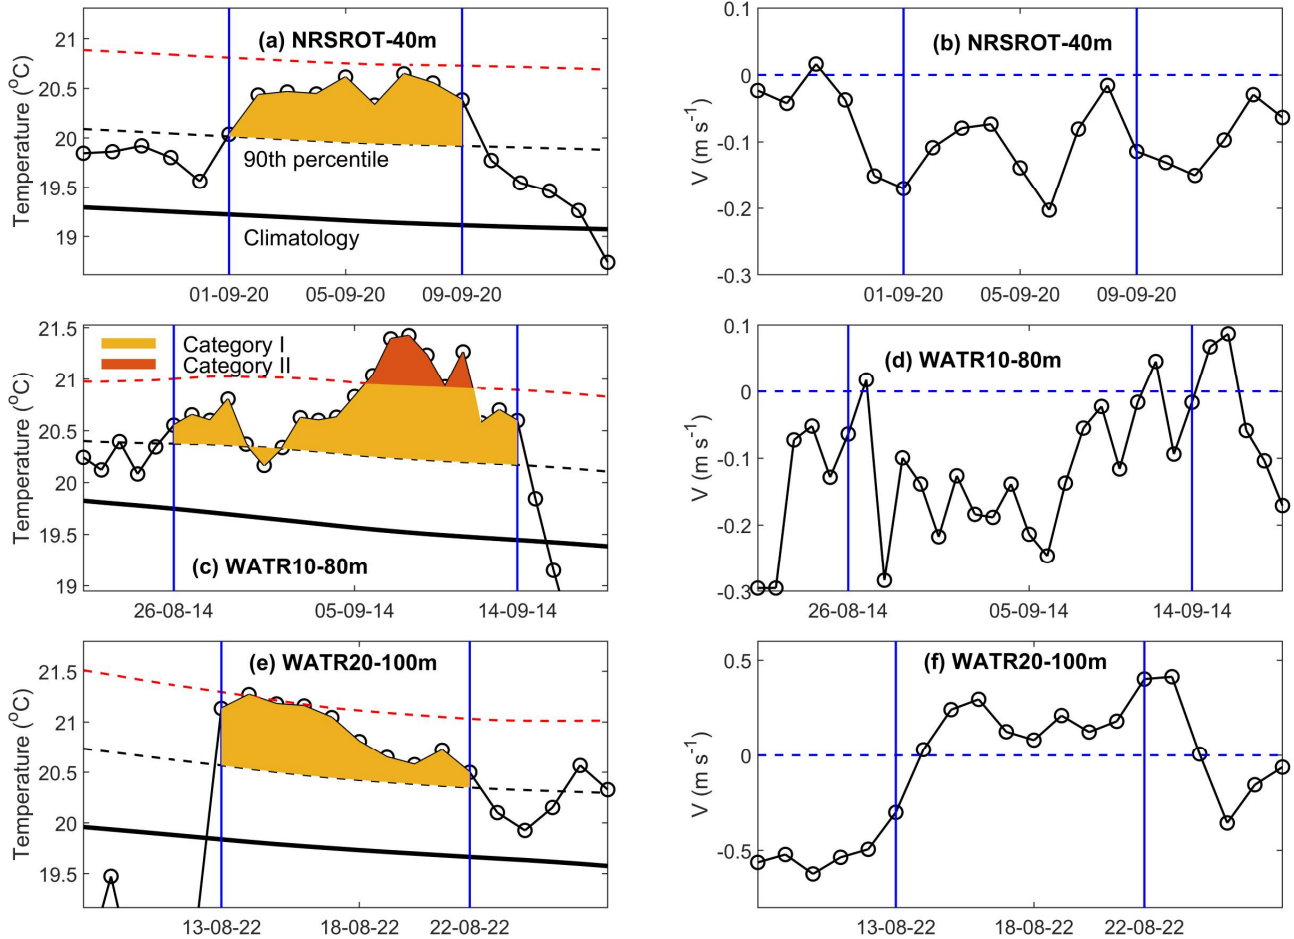 (a) NRSROT-40m
Temperature (°C)
21
20.5
20
19.5
19
90th percentile
Climatology
01-09-20
05-09-20
09-09-20
(b) NRSROT-40m
V (m s⁻¹)
0.1
0
-0.1
-0.2
-0.3
01-09-20
05-09-20
09-09-20
Category I
Category II
Temperature (°C)
21.5
21
20.5
20
19.5
19
(c) WATR10-80m
26-08-14
05-09-14
14-09-14
(d) WATR10-80m
V (m s⁻¹)
0.1
0
-0.1
-0.2
-0.3
26-08-14
05-09-14
14-09-14
(e) WATR20-100m
Temperature (°C)
21.5
21
20.5
20
19.5
13-08-22
18-08-22
22-08-22
(f) WATR20-100m
V (m s⁻¹)
0.5
0
-0.5
13-08-22
18-08-22
22-08-22